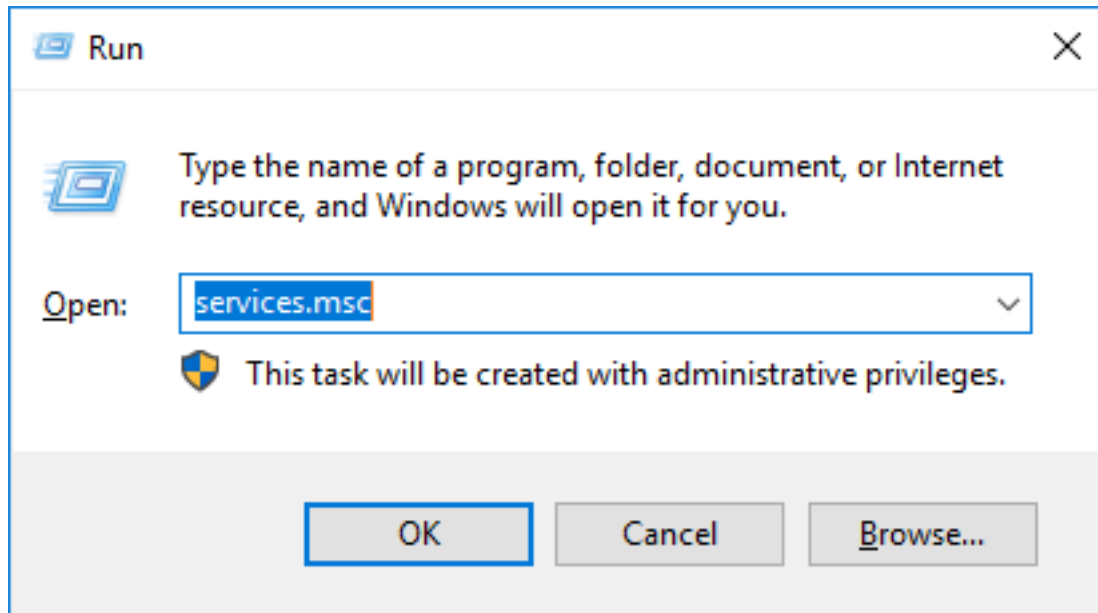 Run
Type the name of a program, folder, document, or Internet
resource, and Windows will open it for you.
Open: services.msc
This task will be created with administrative privileges.
OK Cancel Browse...